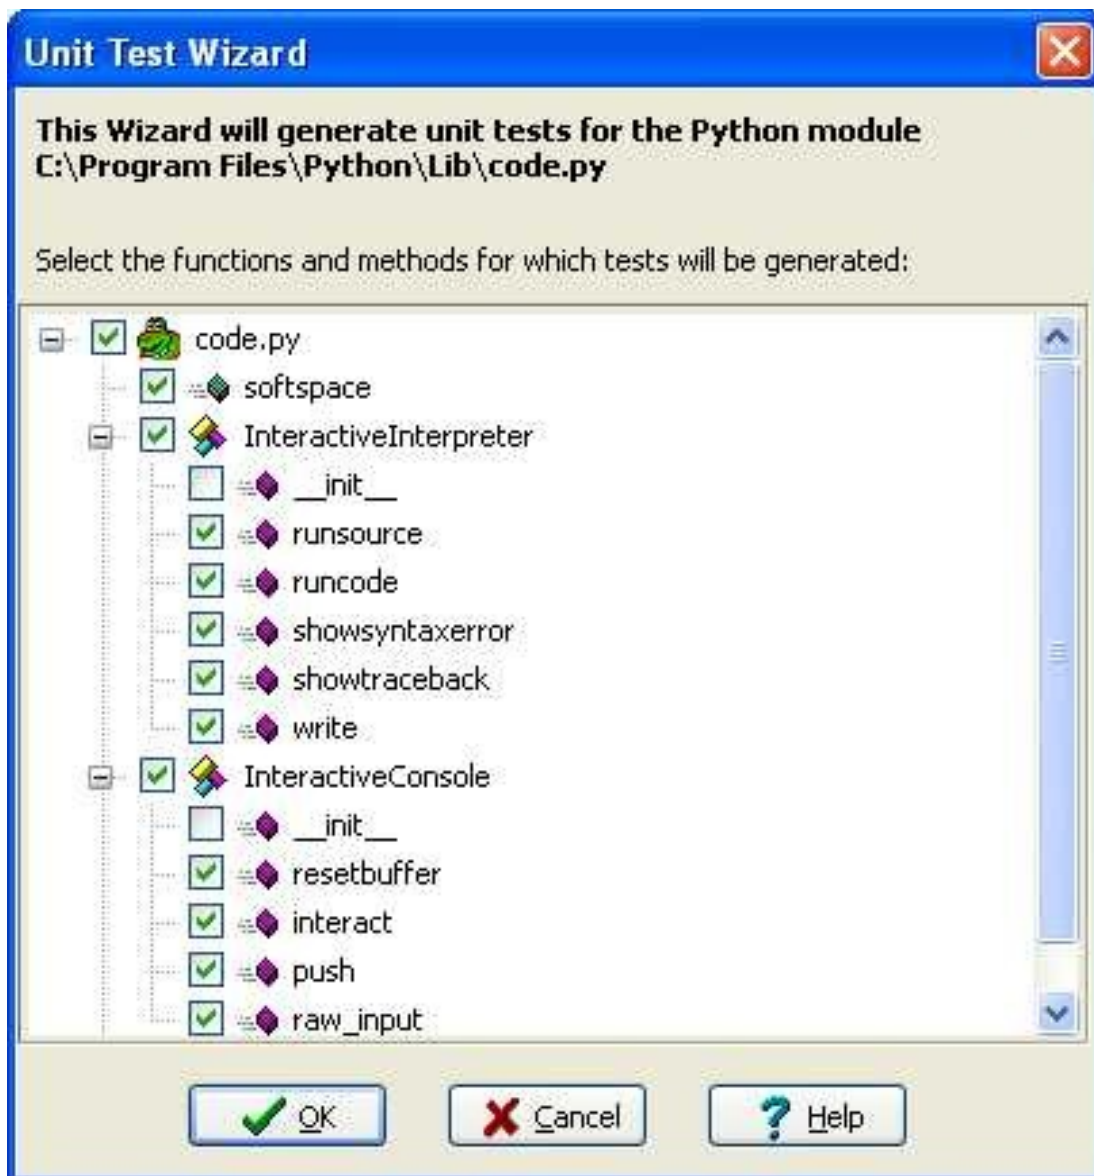 Unit Test Wizard
This Wizard will generate unit tests for the Python module
C:\Program Files\Python\Lib\code.py
Select the functions and methods for which tests will be generated:
code.py
softspace
InteractiveInterpreter
__init__
runsource
runcode
showsyntaxerror
showtraceback
write
InteractiveConsole
__init__
resetbuffer
interact
push
raw_input
OK Cancel Help